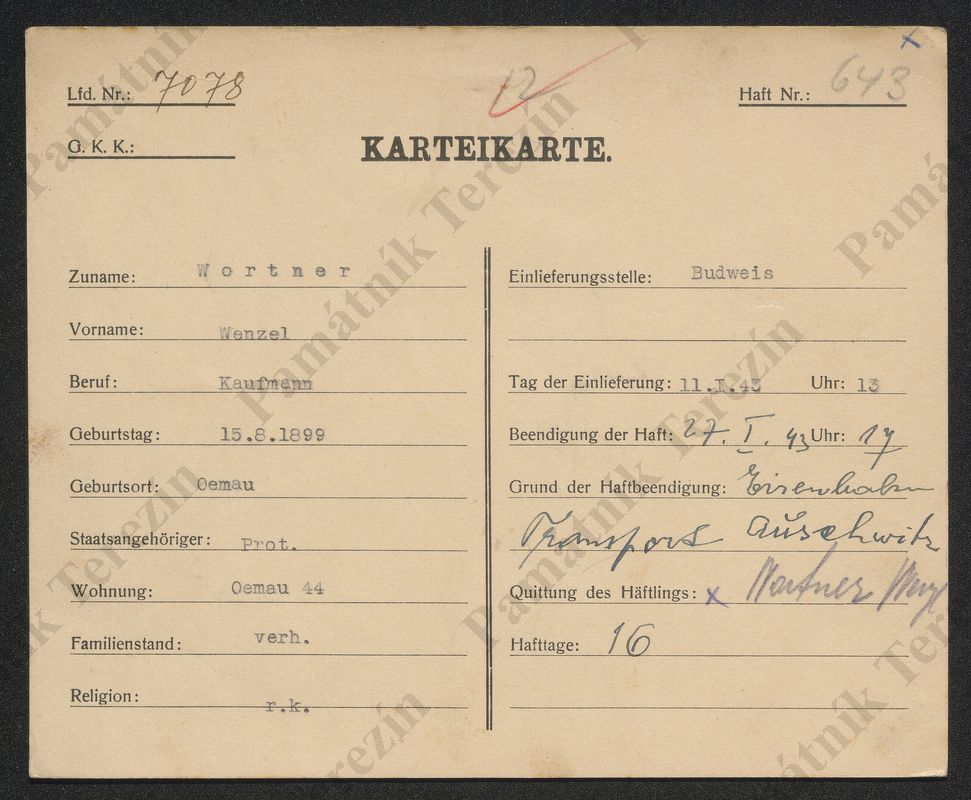 Lfd. Nr.: 7078
12
Haft Nr.: 643
G. K. K.:
KARTEIKARTE.
Zuname: Wortner
Vorname: Wenzel
Beruf: Kaufmann
Geburtstag: 15.8.1899
Geburtsort: Oemau
Staatsangehöriger: Prot.
Wohnung: Oemau 44
Familienstand: verh.
Religion: r.k.
Einlieferungsstelle: Budweis
Tag der Einlieferung: 11.I.43 Uhr: 13
Beendigung der Haft: 27. I. 43 Uhr: 17
Grund der Haftbeendigung: Eisenbahn
Transport Auschwitz
Quittung des Häftlings: x Wortner
Hafttage: 16
Památník Terezín